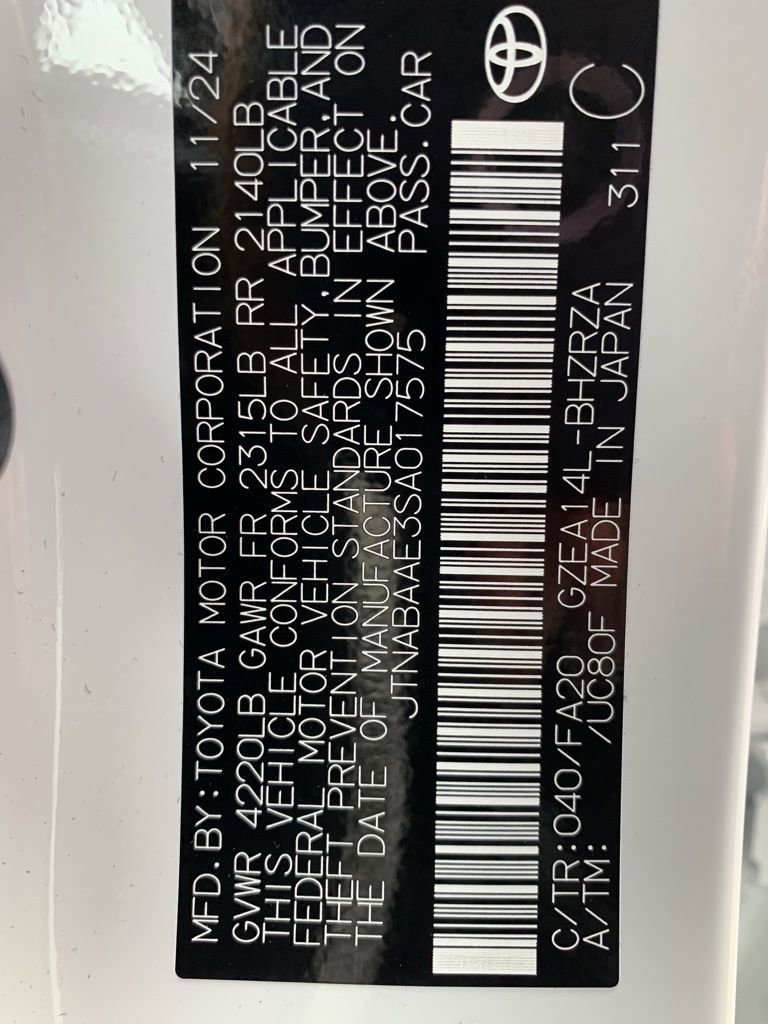 MFD.BY:TOYOTA MOTOR CORPORATION 11/24
GVWR 4220LB GAWR FR 2315LB RR 2140LB
THIS VEHICLE CONFORMS TO ALL APPLICABLE
FEDERAL MOTOR VEHICLE SAFETY,BUMPER,AND
THEFT PREVENTION STANDARDS IN EFFECT ON
THE DATE OF MANUFACTURE SHOWN ABOVE.
JTNABAAE3SA017575 PASS.CAR
C/TR:040/FA20 GZEA14L-BHZRZA
A/TM: /UC80F MADE IN JAPAN 311 C